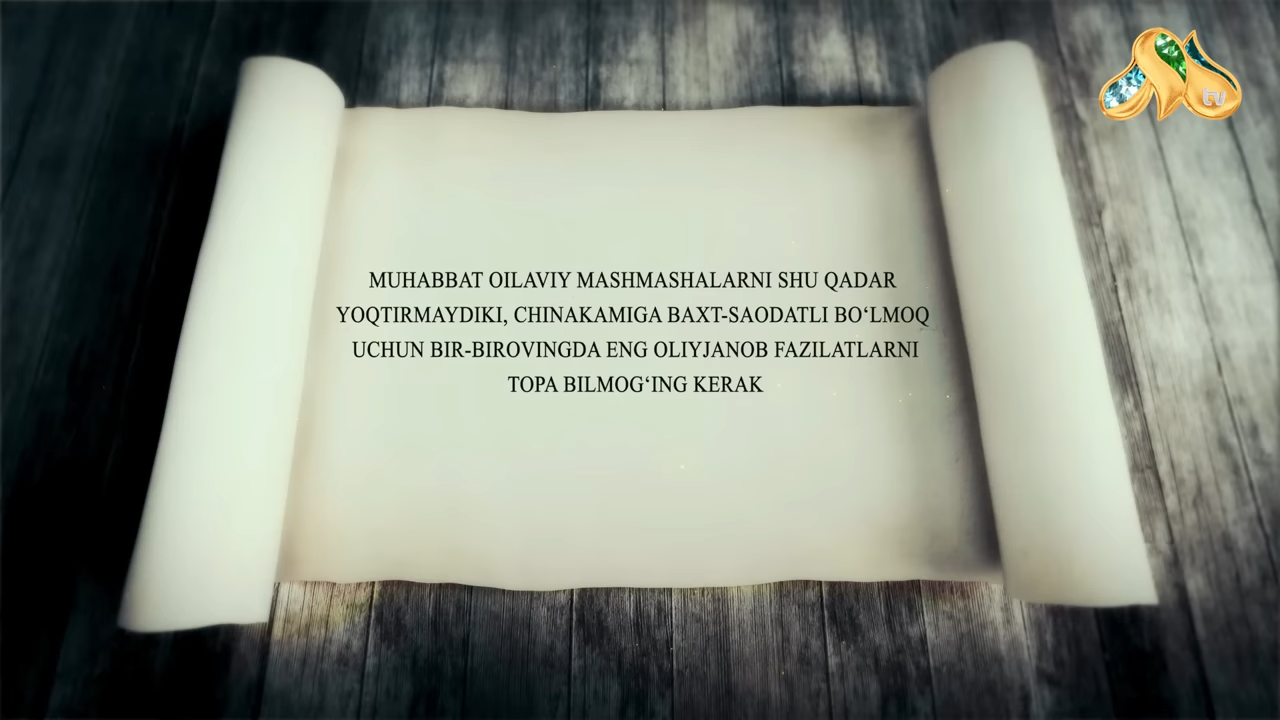 tv
MUHABBAT OILAVIY MASHMASHALARNI SHU QADAR
YOQTIRMAYDIKI, CHINAKAMIGA BAXT-SAODATLI BO‘LMOQ
UCHUN BIR-BIROVINGDA ENG OLIYJANOB FAZILATLARNI
TOPA BILMOG‘ING KERAK